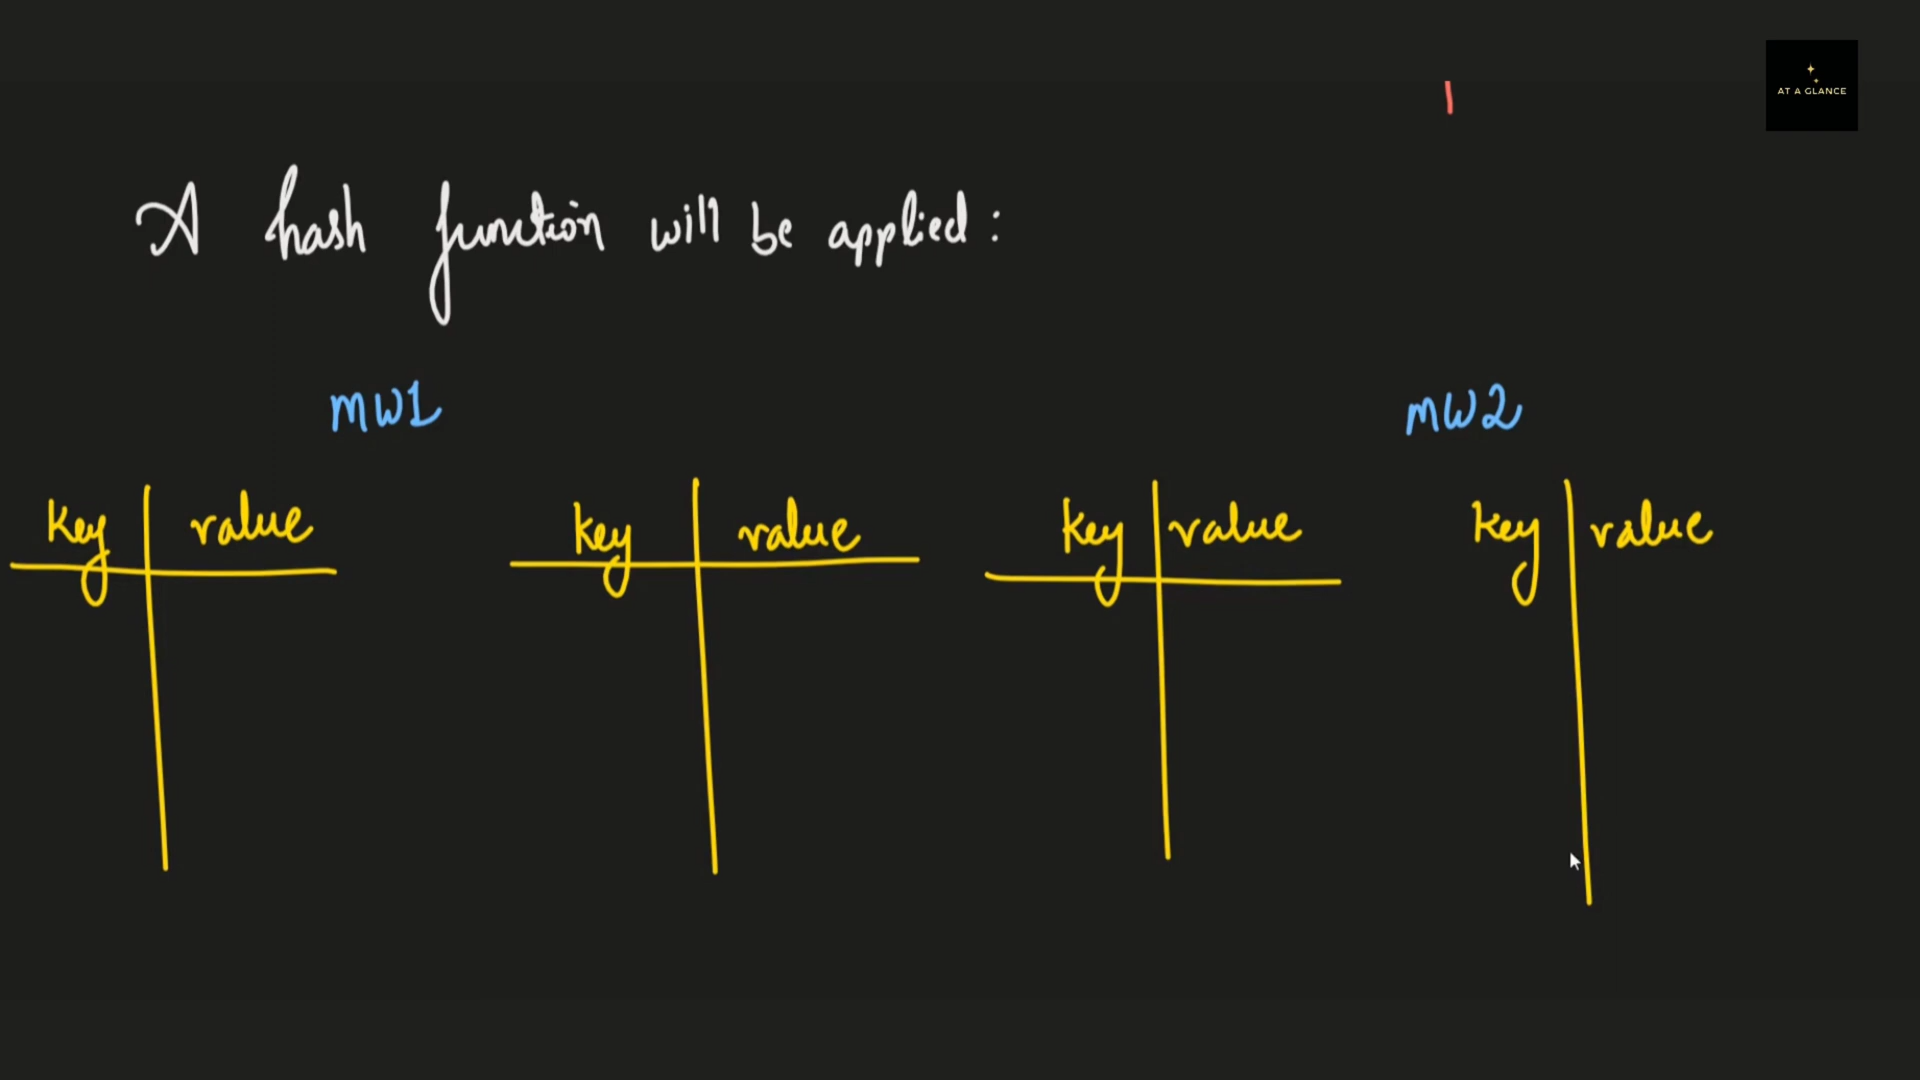 AT A GLANCE
A hash function will be applied:
MW1 MW2
key value key value key value key value